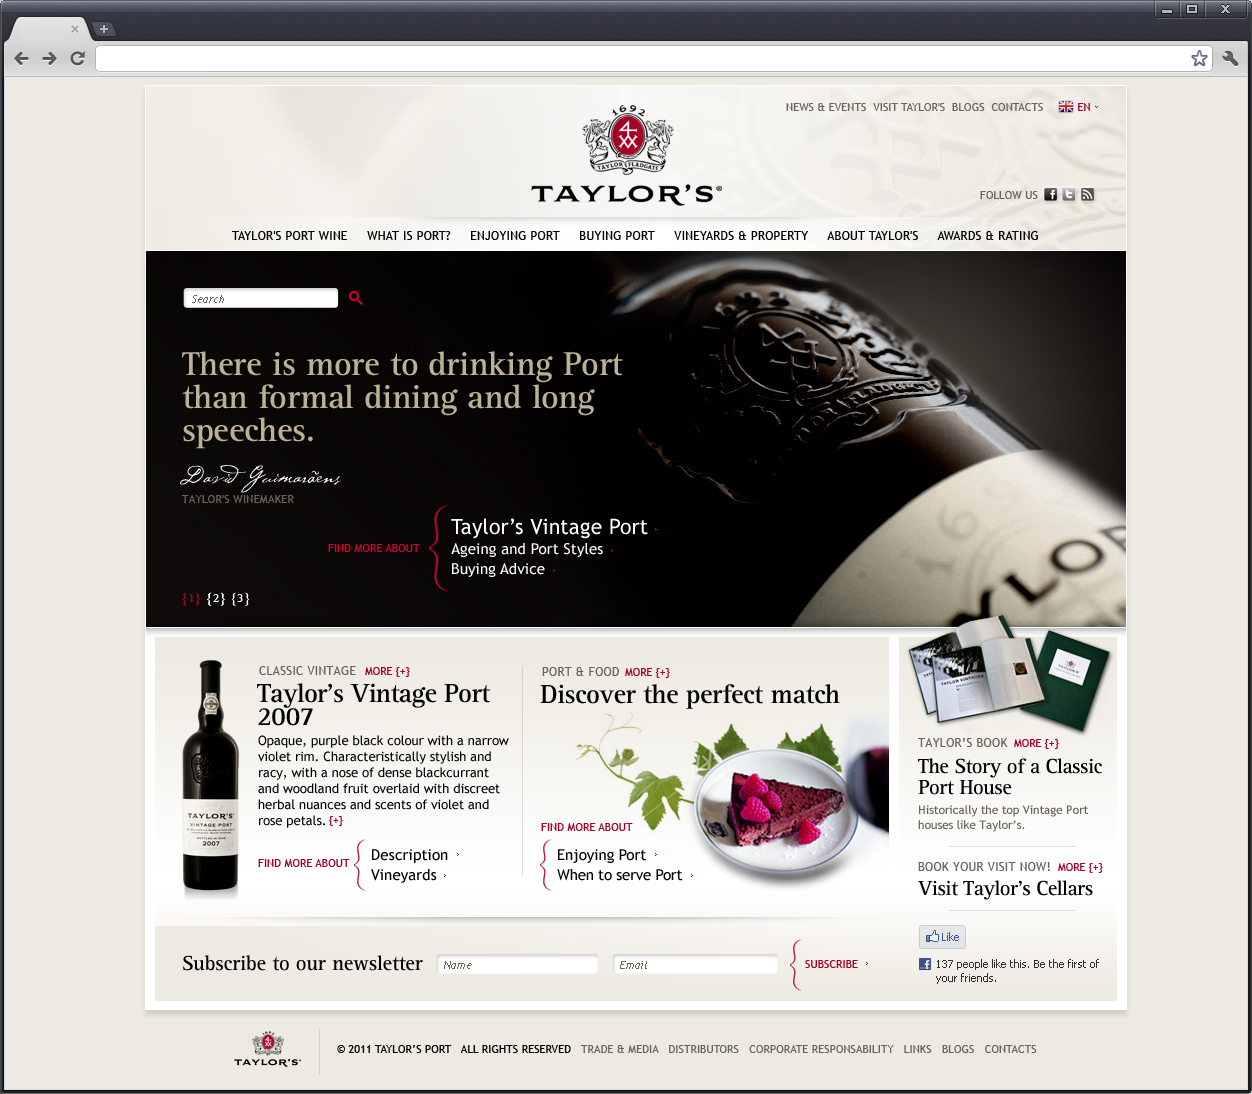 NEWS & EVENTS VISIT TAYLOR'S BLOGS CONTACTS EN
1692
TAYLOR FLADGATE
TAYLOR'S®
FOLLOW US
TAYLOR'S PORT WINE WHAT IS PORT? ENJOYING PORT BUYING PORT VINEYARDS & PROPERTY ABOUT TAYLOR'S AWARDS & RATING
Search
There is more to drinking Port
than formal dining and long
speeches.
David Guimarães
TAYLOR'S WINEMAKER
FIND MORE ABOUT
Taylor's Vintage Port
Ageing and Port Styles
Buying Advice
{1} {2} {3}
16
TAYLOR
CLASSIC VINTAGE MORE {+}
Taylor's Vintage Port
2007
Opaque, purple black colour with a narrow
violet rim. Characteristically stylish and
racy, with a nose of dense blackcurrant
and woodland fruit overlaid with discreet
herbal nuances and scents of violet and
rose petals. {+}
FIND MORE ABOUT
Description
Vineyards
TAYLOR'S
VINTAGE PORT
2007
PORT & FOOD MORE {+}
Discover the perfect match
FIND MORE ABOUT
Enjoying Port
When to serve Port
TAYLOR'S BOOK MORE {+}
The Story of a Classic
Port House
Historically the top Vintage Port
houses like Taylor's.
BOOK YOUR VISIT NOW! MORE {+}
Visit Taylor's Cellars
Like
137 people like this. Be the first of
your friends.
Subscribe to our newsletter Name Email SUBSCRIBE
TAYLOR'S
© 2011 TAYLOR'S PORT ALL RIGHTS RESERVED TRADE & MEDIA DISTRIBUTORS CORPORATE RESPONSABILITY LINKS BLOGS CONTACTS